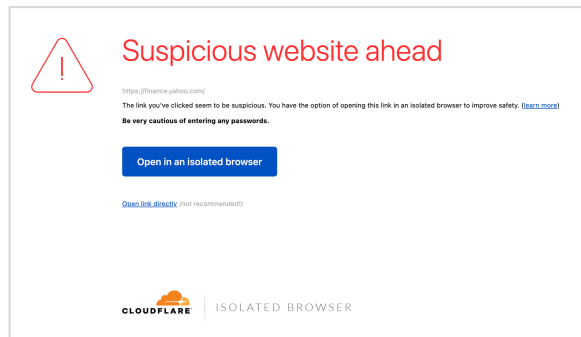 Suspicious website ahead
https://finance.yahoo.com/
The link you've clicked seem to be suspicious. You have the option of opening this link in an isolated browser to improve safety. (learn more)
Be very cautious of entering any passwords.
Open in an isolated browser
Open link directly (not recommended!)
CLOUDFLARE ISOLATED BROWSER